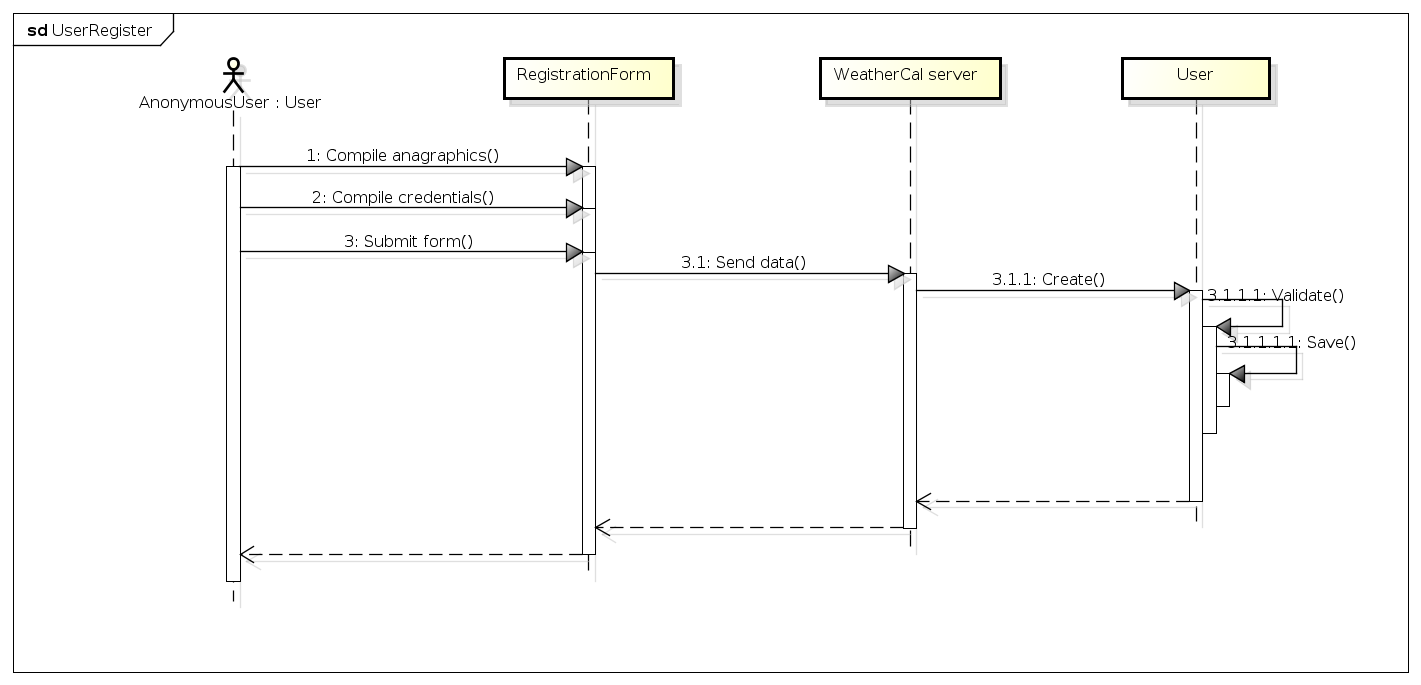 sd UserRegister
AnonymousUser : User
RegistrationForm
WeatherCal server
User
1: Compile anagraphics()
2: Compile credentials()
3: Submit form()
3.1: Send data()
3.1.1: Create()
3.1.1.1: Validate()
3.1.1.1.1: Save()